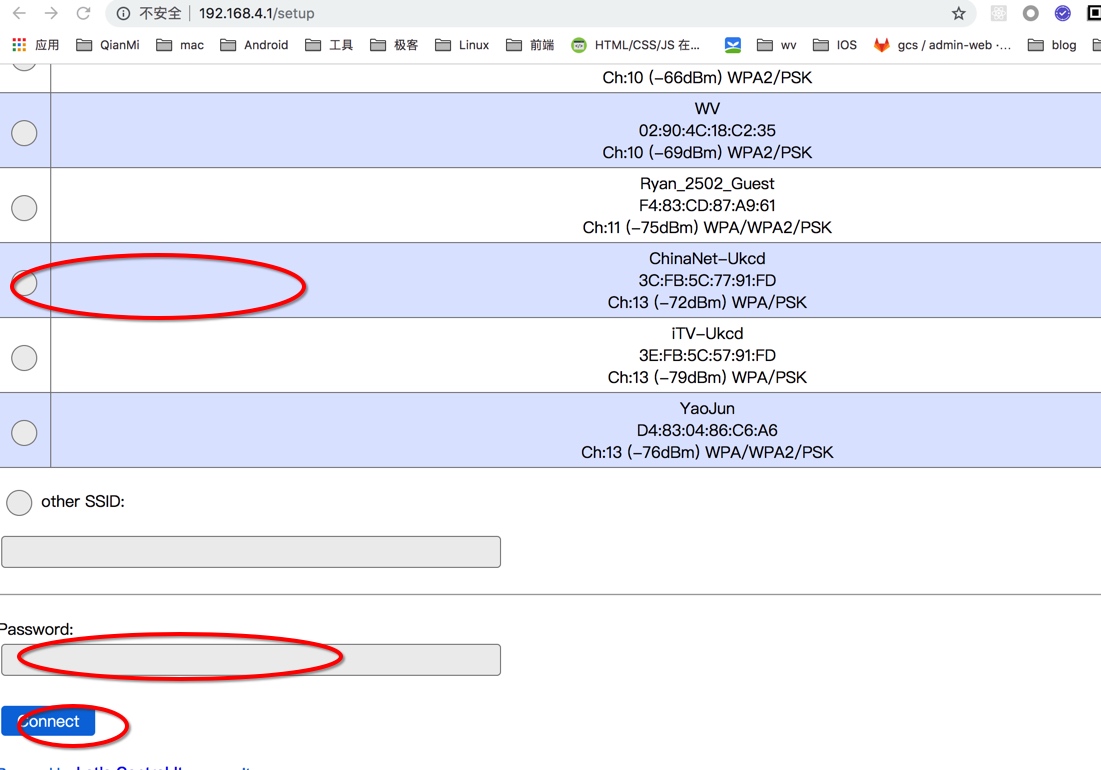 不安全 192.168.4.1/setup
应用 QianMi mac Android 工具 极客 Linux 前端 HTML/CSS/JS 在... wv IOS gcs / admin-web ·... blog
Ch:10 (-66dBm) WPA2/PSK
WV
02:90:4C:18:C2:35
Ch:10 (-69dBm) WPA2/PSK
Ryan_2502_Guest
F4:83:CD:87:A9:61
Ch:11 (-75dBm) WPA/WPA2/PSK
ChinaNet-Ukcd
3C:FB:5C:77:91:FD
Ch:13 (-72dBm) WPA/PSK
iTV-Ukcd
3E:FB:5C:57:91:FD
Ch:13 (-79dBm) WPA/PSK
YaoJun
D4:83:04:86:C6:A6
Ch:13 (-76dBm) WPA/WPA2/PSK
other SSID:
Password:
Connect